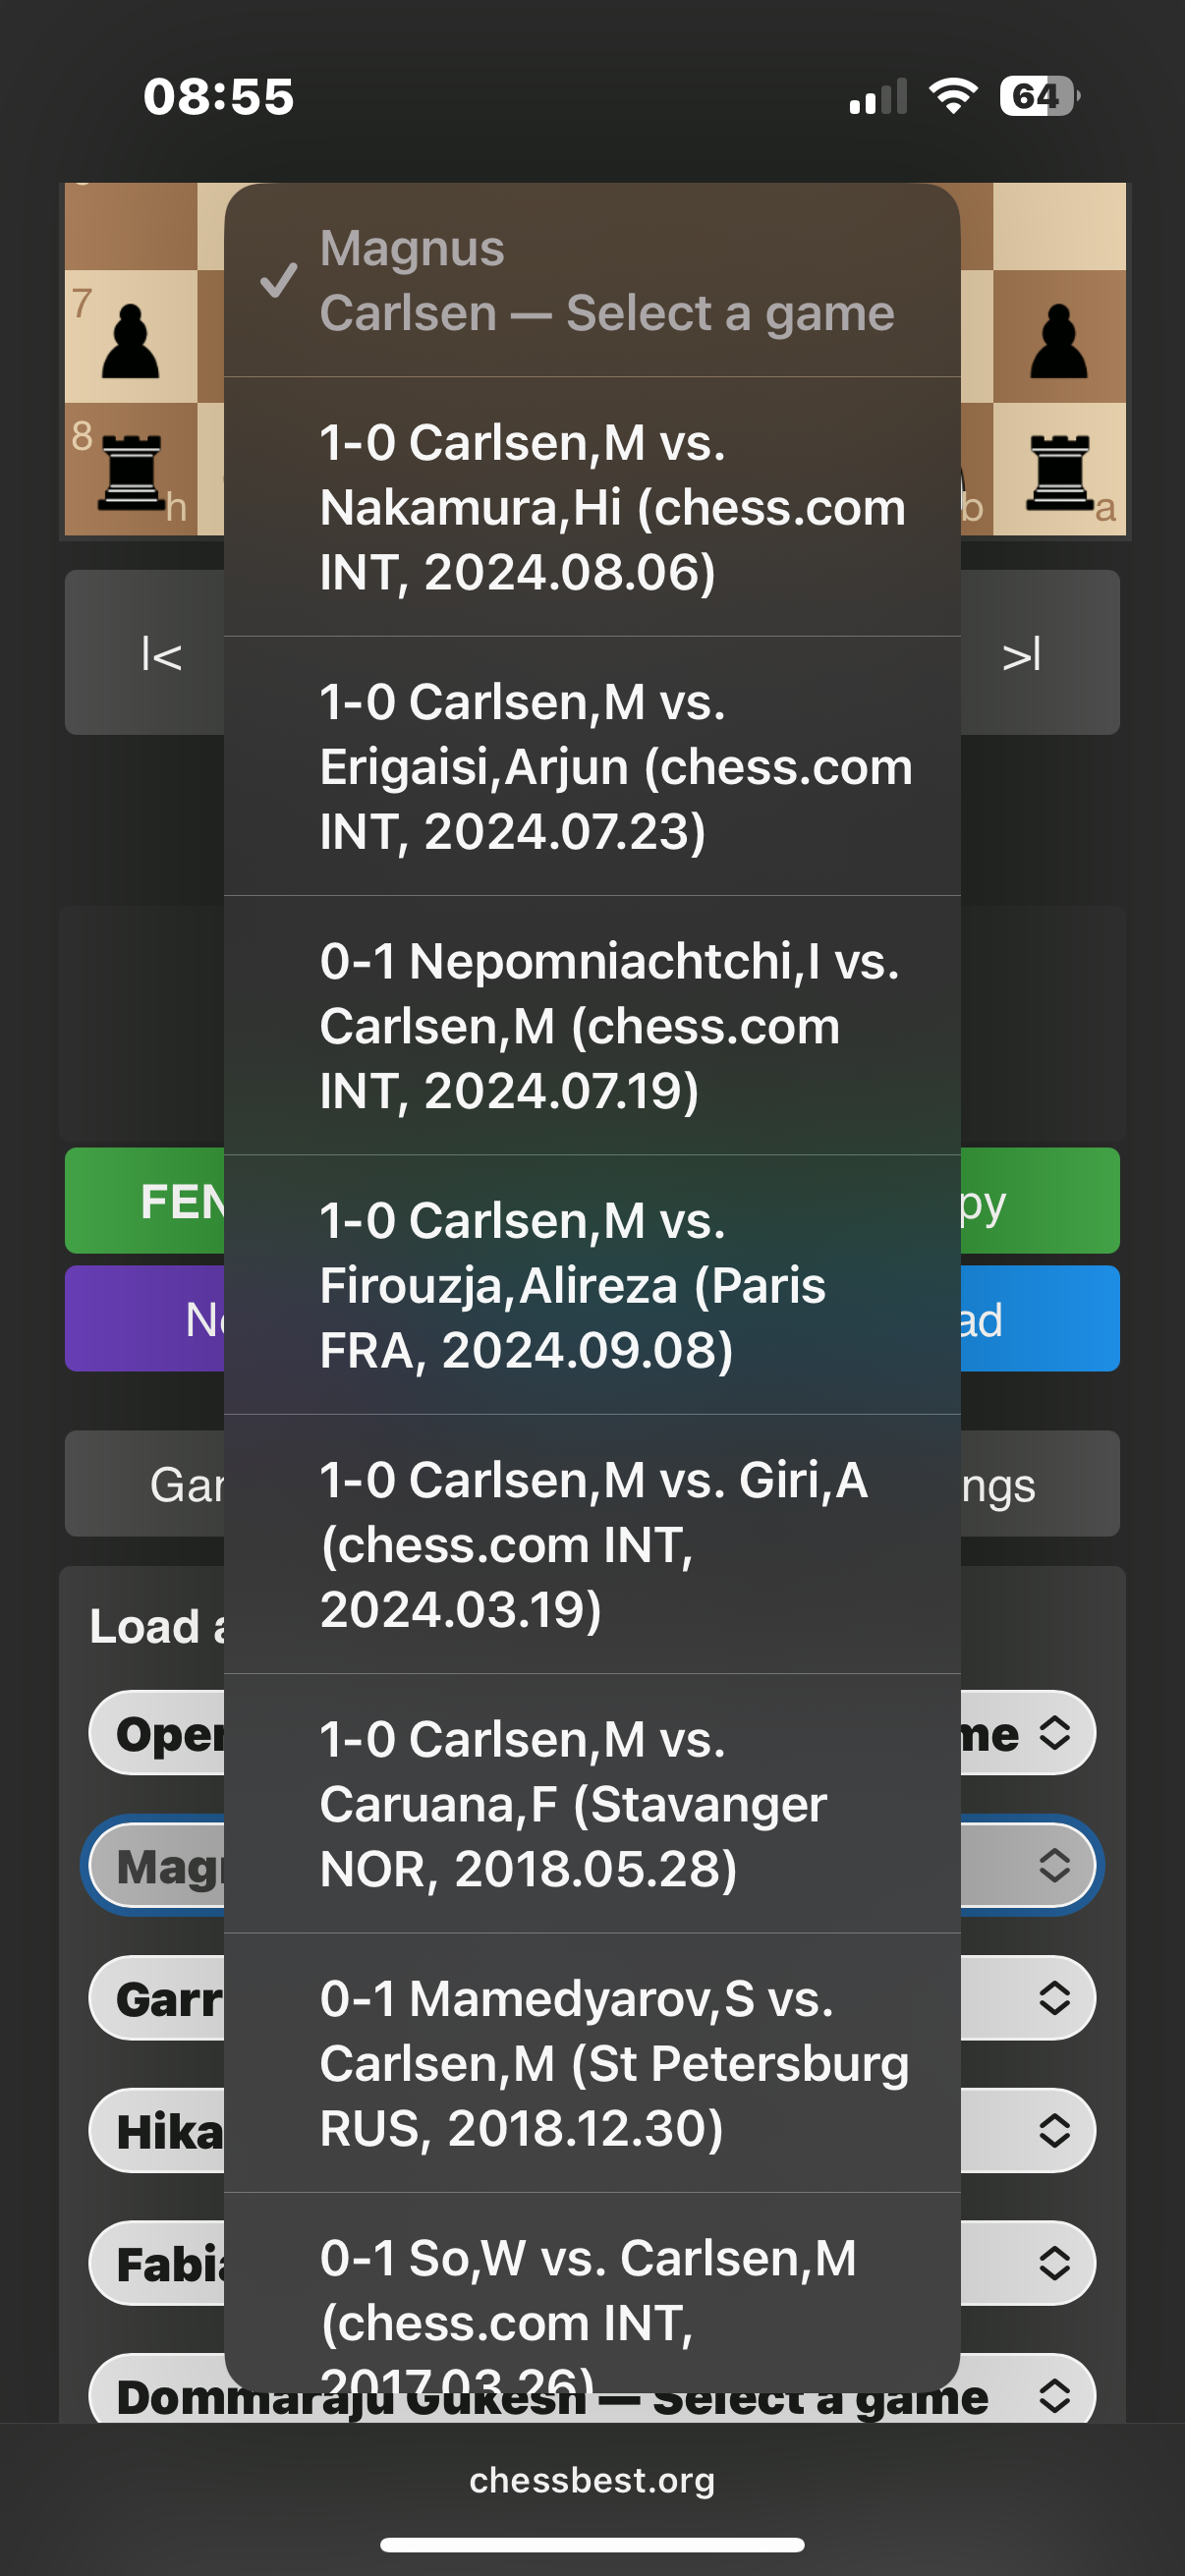 08:55
64
Magnus
Carlsen — Select a game
7
8
h
b
a
1-0 Carlsen,M vs.
Nakamura,Hi (chess.com
INT, 2024.08.06)
|<
>|
1-0 Carlsen,M vs.
Erigaisi,Arjun (chess.com
INT, 2024.07.23)
0-1 Nepomniachtchi,I vs.
Carlsen,M (chess.com
INT, 2024.07.19)
FEN
py
1-0 Carlsen,M vs.
Firouzja,Alireza (Paris
FRA, 2024.09.08)
ad
1-0 Carlsen,M vs. Giri,A
(chess.com INT,
2024.03.19)
ngs
Load
Oper
me
1-0 Carlsen,M vs.
Caruana,F (Stavanger
NOR, 2018.05.28)
Mag
Garr
0-1 Mamedyarov,S vs.
Carlsen,M (St Petersburg
RUS, 2018.12.30)
Hika
Fabi
0-1 So,W vs. Carlsen,M
(chess.com INT,
2017.03.26)
Dommaraju Gukesh — Select a game
chessbest.org